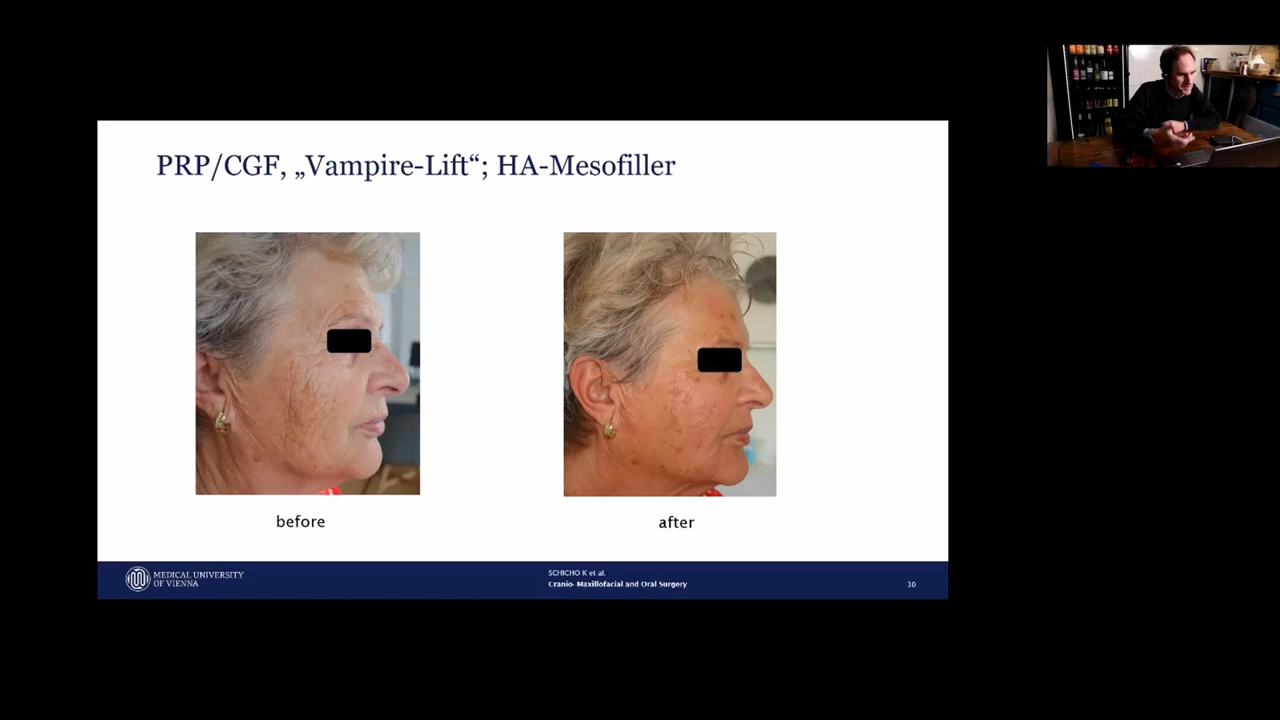 PRP/CGF, „Vampire-Lift“; HA-Mesofiller
before
after
MEDICAL UNIVERSITY
OF VIENNA
SCHICHO K et al.
Cranio- Maxillofacial and Oral Surgery
30